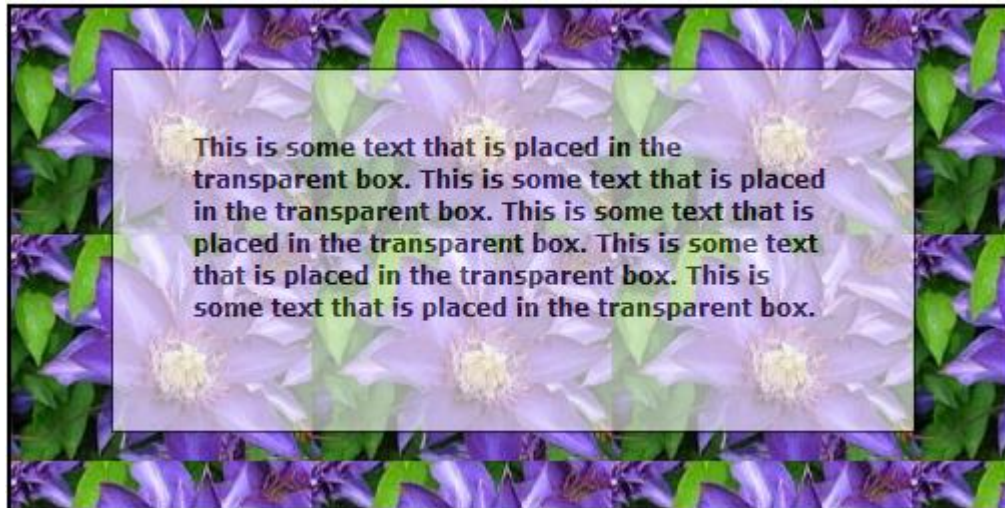 This is some text that is placed in the
transparent box. This is some text that is placed
in the transparent box. This is some text that is
placed in the transparent box. This is some text
that is placed in the transparent box. This is
some text that is placed in the transparent box.